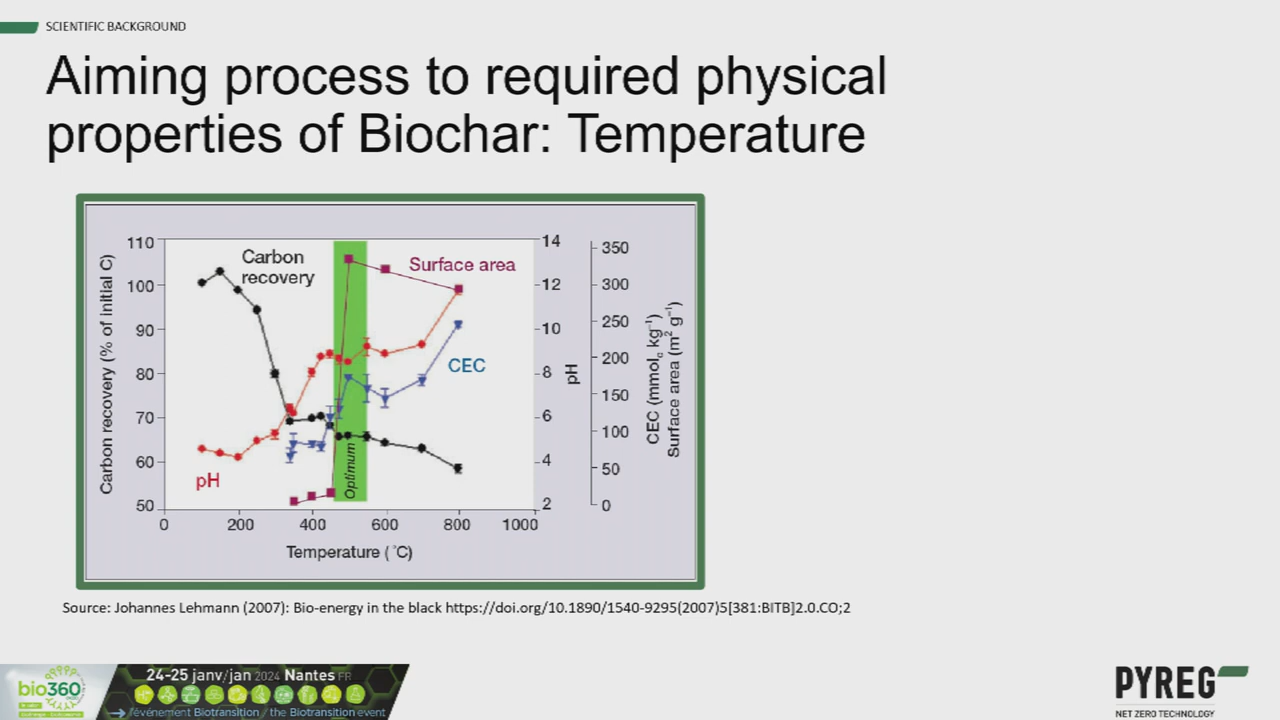 SCIENTIFIC BACKGROUND
Aiming process to required physical
properties of Biochar: Temperature
Carbon recovery (% of initial C)
110
100
90
80
70
60
50
Carbon
recovery
Surface area
CEC
pH
Optimum
14
12
10
8
6
4
2
pH
350
300
250
200
150
100
50
0
CEC (mmolc kg-1)
Surface area (m2 g-1)
0 200 400 600 800 1000
Temperature (°C)
Source: Johannes Lehmann (2007): Bio-energy in the black https://doi.org/10.1890/1540-9295(2007)5[381:BITB]2.0.CO;2
bio360
24-25 janv/jan 2024 Nantes FR
l'événement Biotransition / the Biotransition event
PYREG
NET ZERO TECHNOLOGY